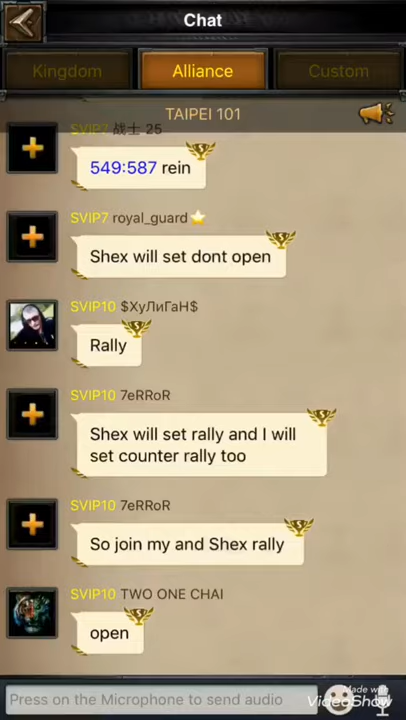 Chat
Kingdom
Alliance
Custom
TAIPEI 101
SVIP7 战士 25
549:587 rein
SVIP7 royal_guard
Shex will set dont open
SVIP10 $ХуЛиГаН$
Rally
SVIP10 7eRRoR
Shex will set rally and I will
set counter rally too
SVIP10 7eRRoR
So join my and Shex rally
SVIP10 TWO ONE CHAI
open
Press on the Microphone to send audio
Made with
VideoShow